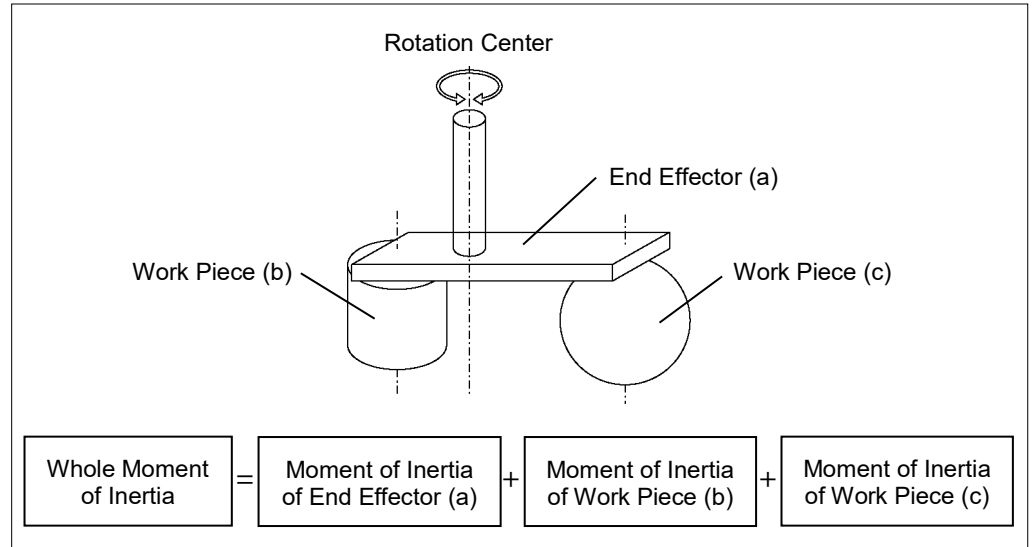 Rotation Center
End Effector (a)
Work Piece (b)
Work Piece (c)
Whole Moment
of Inertia
=
Moment of Inertia
of End Effector (a)
+
Moment of Inertia
of Work Piece (b)
+
Moment of Inertia
of Work Piece (c)